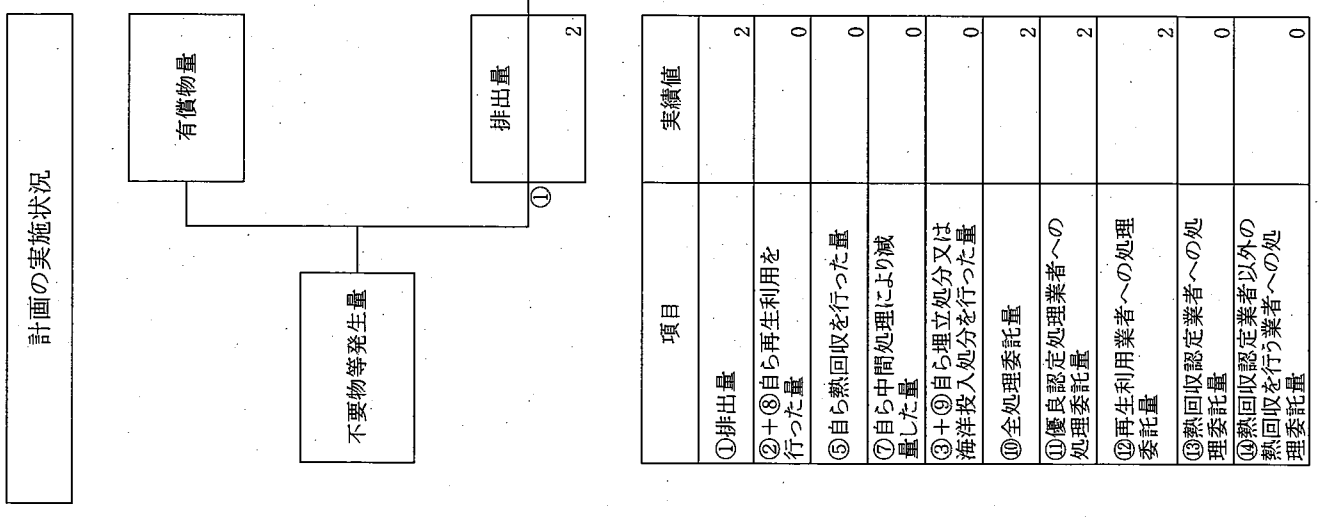 計画の実施状況
有償物量
不要物等発生量
①
排出量
2
項目
実績値
①排出量
2
②+⑧自ら再生利用を
行った量
0
⑤自ら熱回収を行った量
0
⑦自ら中間処理により減
量した量
0
③+⑨自ら埋立処分又は
海洋投入処分を行った量
0
⑩全処理委託量
2
⑪優良認定処理業者への
処理委託量
2
⑫再生利用業者への処理
委託量
2
⑬熱回収認定業者への処
理委託量
0
⑭熱回収認定業者以外の
熱回収を行う業者への処
理委託量
0